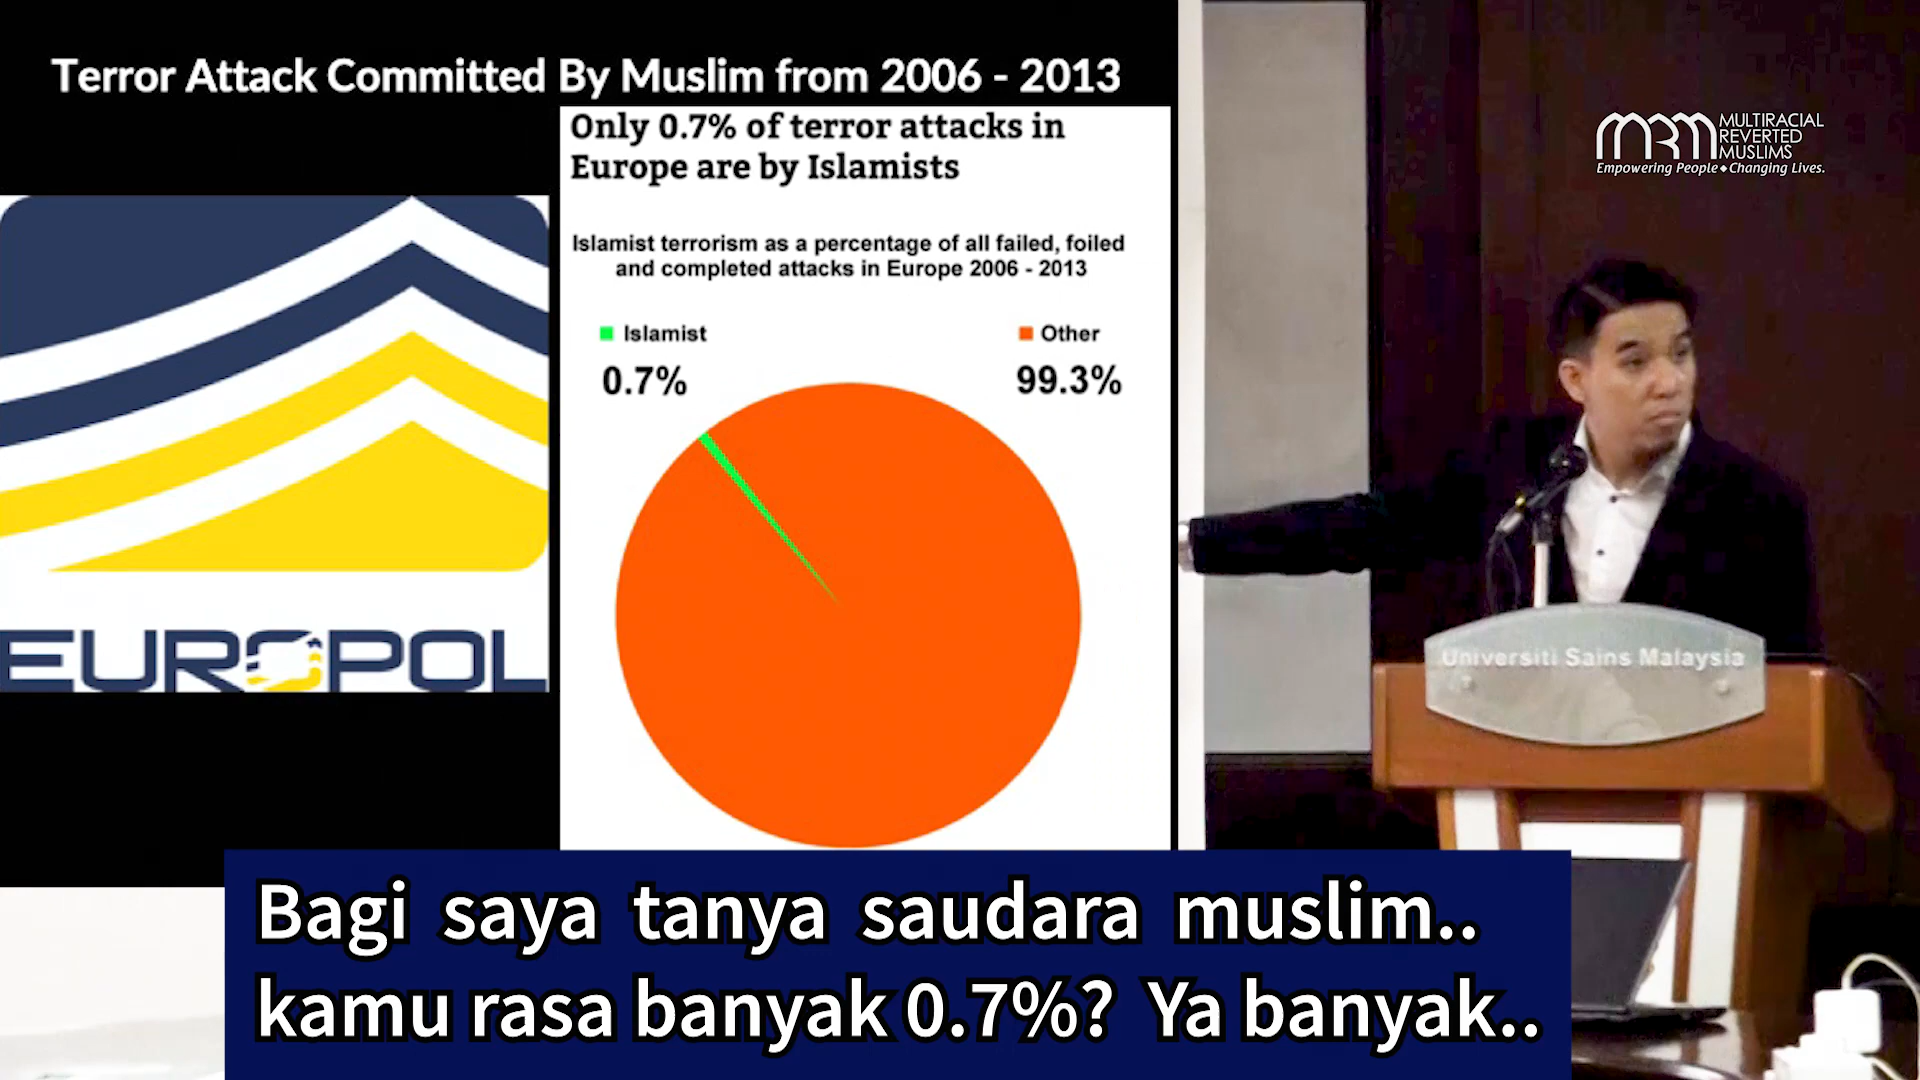 Terror Attack Committed By Muslim from 2006 - 2013
Only 0.7% of terror attacks in
Europe are by Islamists
Islamist terrorism as a percentage of all failed, foiled
and completed attacks in Europe 2006 - 2013
Islamist
Other
0.7%
99.3%
EUROPOL
MRM
MULTIRACIAL
REVERTED
MUSLIMS
Empowering People⬥Changing Lives.
Universiti Sains Malaysia
Bagi saya tanya saudara muslim..
kamu rasa banyak 0.7%? Ya banyak..